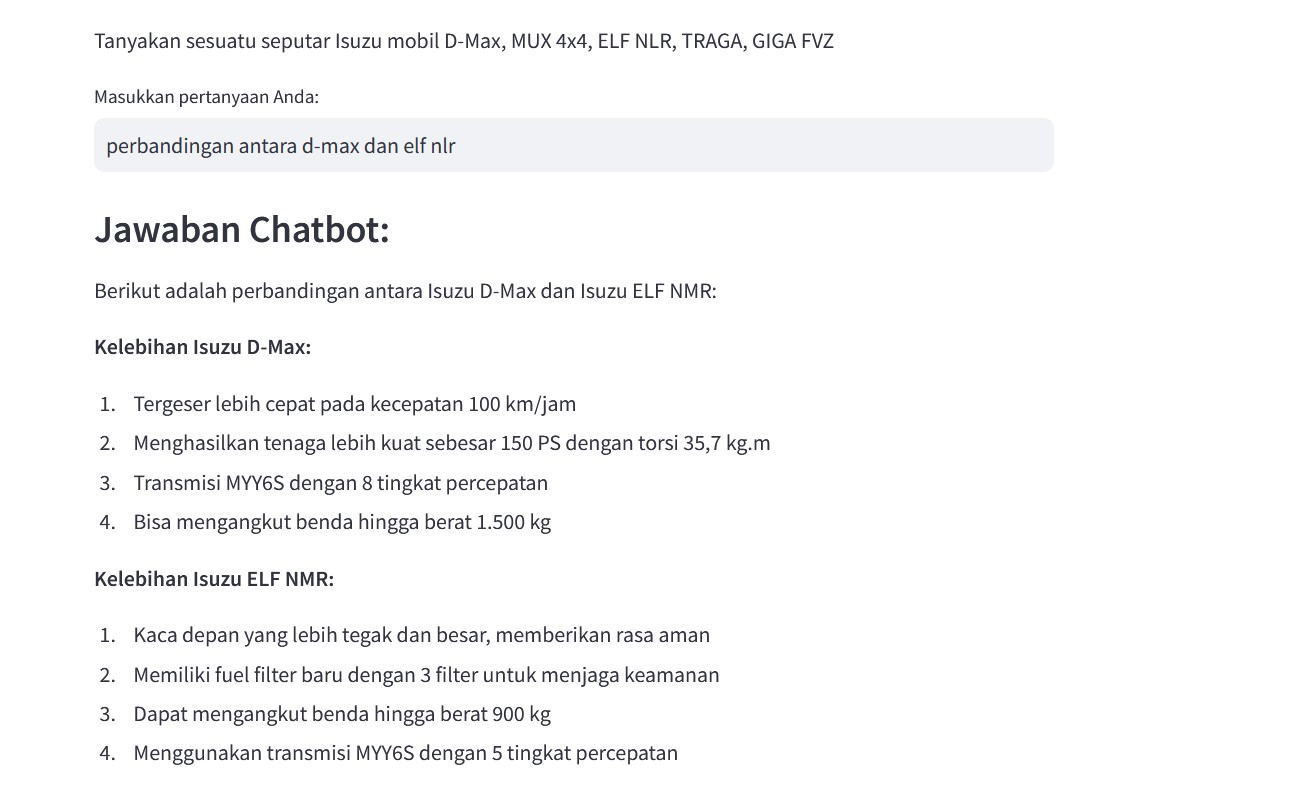 Tanyakan sesuatu seputar Isuzu mobil D-Max, MUX 4x4, ELF NLR, TRAGA, GIGA FVZ
Masukkan pertanyaan Anda:
perbandingan antara d-max dan elf nlr
Jawaban Chatbot:
Berikut adalah perbandingan antara Isuzu D-Max dan Isuzu ELF NMR:
Kelebihan Isuzu D-Max:
1. Tergeser lebih cepat pada kecepatan 100 km/jam
2. Menghasilkan tenaga lebih kuat sebesar 150 PS dengan torsi 35,7 kg.m
3. Transmisi MYY6S dengan 8 tingkat percepatan
4. Bisa mengangkut benda hingga berat 1.500 kg
Kelebihan Isuzu ELF NMR:
1. Kaca depan yang lebih tegak dan besar, memberikan rasa aman
2. Memiliki fuel filter baru dengan 3 filter untuk menjaga keamanan
3. Dapat mengangkut benda hingga berat 900 kg
4. Menggunakan transmisi MYY6S dengan 5 tingkat percepatan